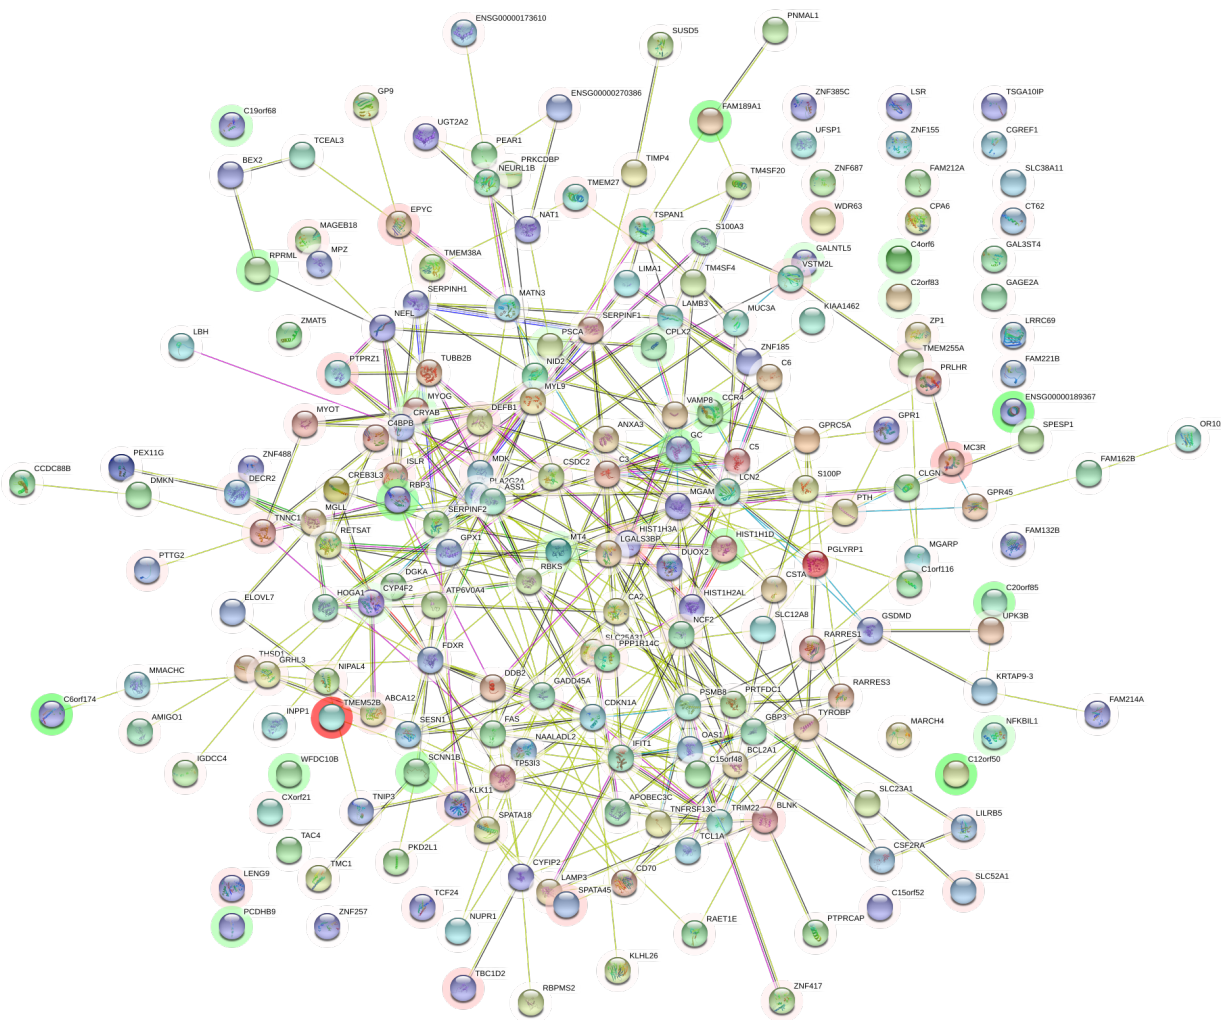 ENSG00000173610
PNMAL1
SUSD5
ENSG00000270386
GP9
FAM189A1
ZNF385C
LSR
TSGA10IP
C19orf68
UGT2A2
TCEAL3
PEAR1
UFSP1
ZNF155
CGREF1
BEX2
PRKCDBP
TIMP4
NEURL1B
TM4SF20
ZNF687
FAM212A
SLC38A11
TMEM27
EPYC
NAT1
TSPAN1
WDR63
CPA6
CT62
MAGEB18
S100A3
RPRML
MPZ
TMEM38A
GALNTL5
C4orf6
GAL3ST4
VSTM2L
LIMA1
TM4SF4
SERPINH1
MATN3
C2orf83
GAGE2A
NEFL
SERPINF1
LAMB3
MUC3A
KIAA1462
ZMAT5
LBH
PSCA
CPLX2
ZP1
LRRC69
PTPRZ1
TUBB2B
NID2
ZNF185
C6
TMEM255A
PRLHR
FAM221B
MYL9
MYOG
VAMP8
CCR4
ENSG00000189367
MYOT
CRYAB
DEFB1
C4BPB
ANXA3
GC
GPRC5A
GPR1
SPESP1
OR10
PEX11G
ZNF488
ISLR
MDK
CSDC2
C3
C5
MC3R
CCDC88B
DMKN
DECR2
CREB3L3
RBP3
PLA2G2A
ASS1
LCN2
S100P
CLGN
FAM162B
MGAM
PTH
GPR45
TNNC1
MGLL
SERPINF2
RETSAT
HIST1H3A
HIST1H1D
FAM132B
PTTG2
GPX1
MT4
LGALS3BP
DUOX2
PGLYRP1
MGARP
RBKS
C1orf116
DGKA
CSTA
ELOVL7
HOGA1
CYP4F2
ATP6V0A4
CA2
HIST1H2AL
C20orf85
SLC12A8
GSDMD
UPK3B
NCF2
SLC25A31
PPP1R14C
RARRES1
THSD1
GRHL3
FDXR
MMACHC
NIPAL4
DDB2
KRTAP9-3
C6orf174
TMEM52B
ABCA12
GADD45A
PSMB8
PRTFDC1
RARRES3
FAM214A
AMIGO1
INPP1
SESN1
CDKN1A
GBP3
TYROBP
MARCH4
NFKBIL1
FAS
NAALADL2
OAS1
IGDCC4
WFDC10B
SCNN1B
TP53I3
IFIT1
BCL2A1
C15orf48
C12orf50
CXorf21
TNIP3
KLK11
APOBEC3C
SLC23A1
SPATA18
TNFRSF13C
TRIM22
BLNK
LILRB5
TAC4
TCL1A
TMC1
PKD2L1
CSF2RA
LENG9
CYFIP2
LAMP3
CD70
SLC52A1
SPATA45
TCF24
C15orf52
PCDHB9
ZNF257
NUPR1
RAET1E
PTPRCAP
KLHL26
TBC1D2
RBPMS2
ZNF417